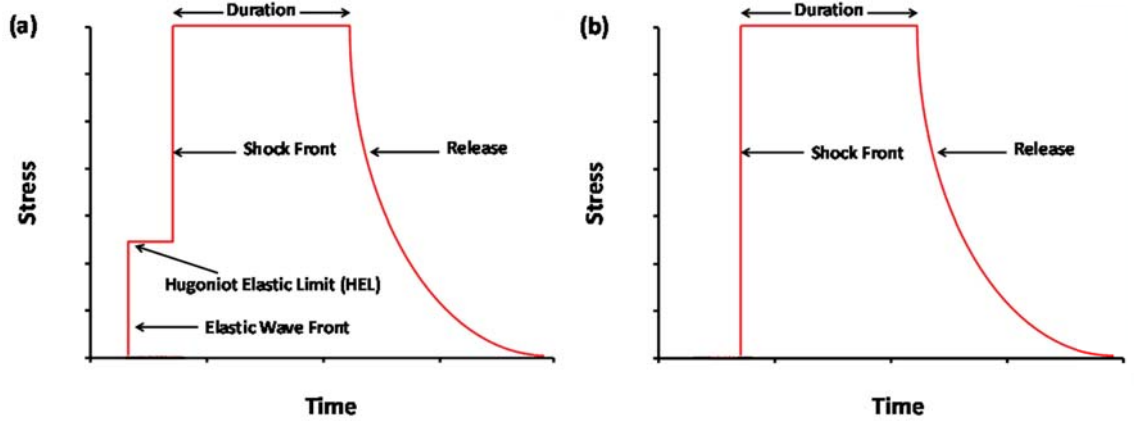 (a)
Duration
Shock Front
Release
Hugoniot Elastic Limit (HEL)
Elastic Wave Front
Stress
Time
(b)
Duration
Shock Front
Release
Stress
Time